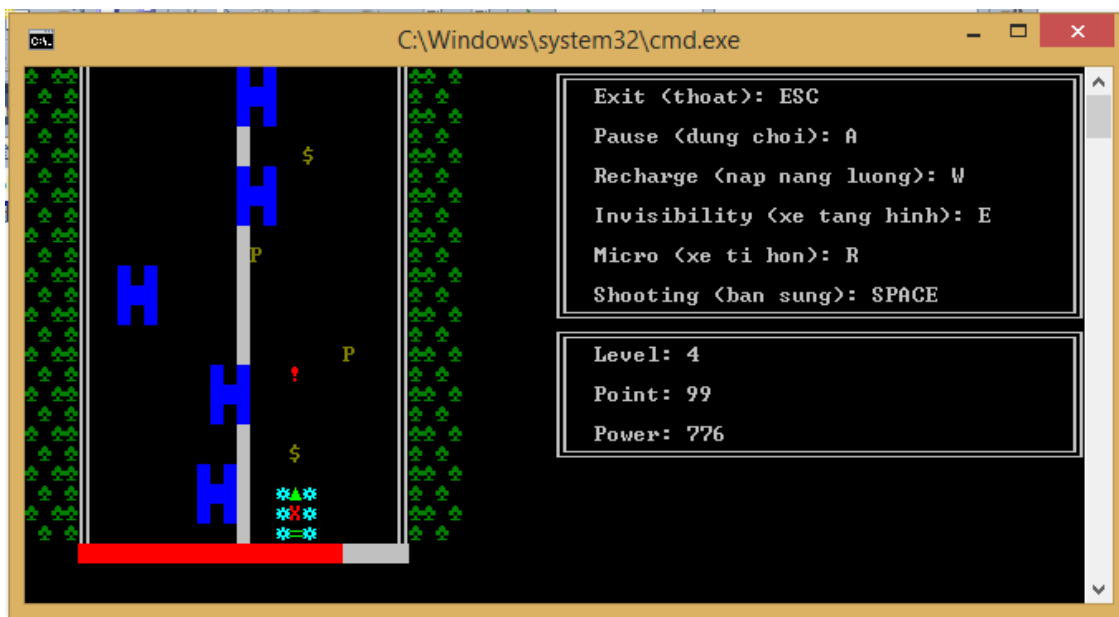 C:\Windows\system32\cmd.exe
Exit (thoat): ESC
Pause (dung choi): A
Recharge (nap nang luong): W
Invisibility (xe tang hinh): E
Micro (xe ti hon): R
Shooting (ban sung): SPACE
Level: 4
Point: 99
Power: 776
$
P
P
!
$